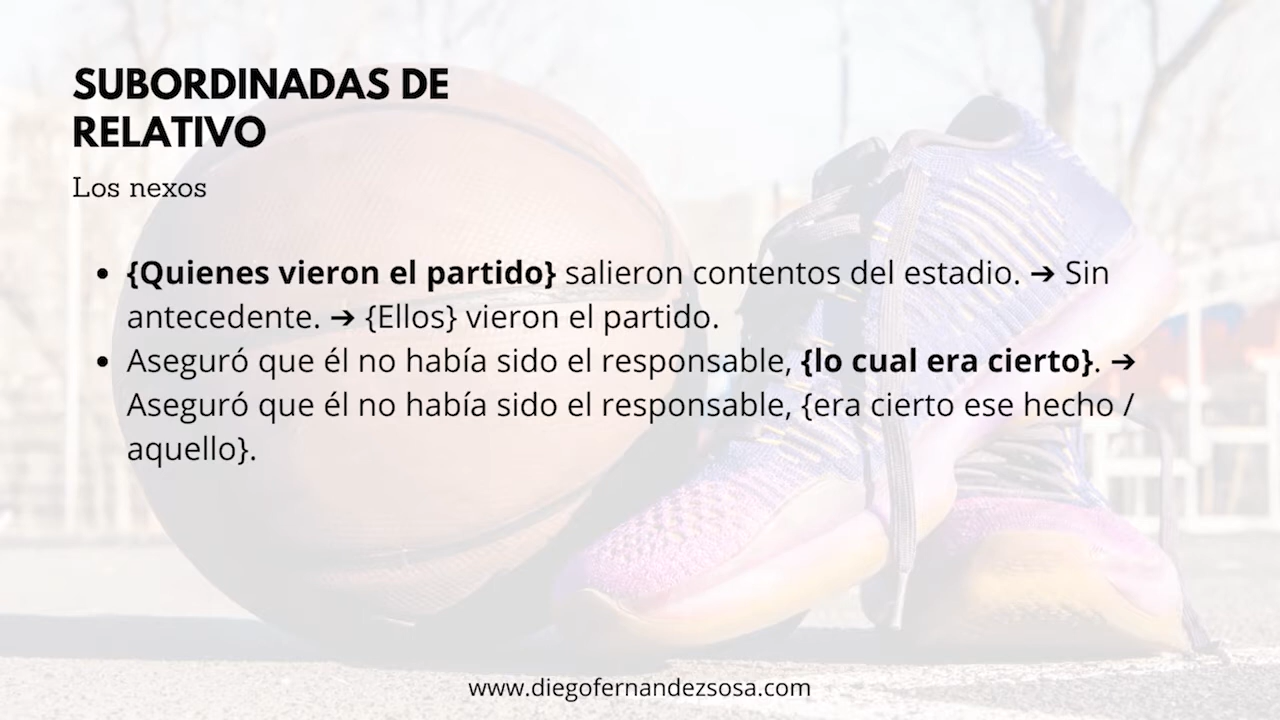 SUBORDINADAS DE
RELATIVO
Los nexos
• {Quienes vieron el partido} salieron contentos del estadio. ➔ Sin
antecedente. ➔ {Ellos} vieron el partido.
• Aseguró que él no había sido el responsable, {lo cual era cierto}. ➔
Aseguró que él no había sido el responsable, {era cierto ese hecho /
aquello}.
www.diegofernandezsosa.com